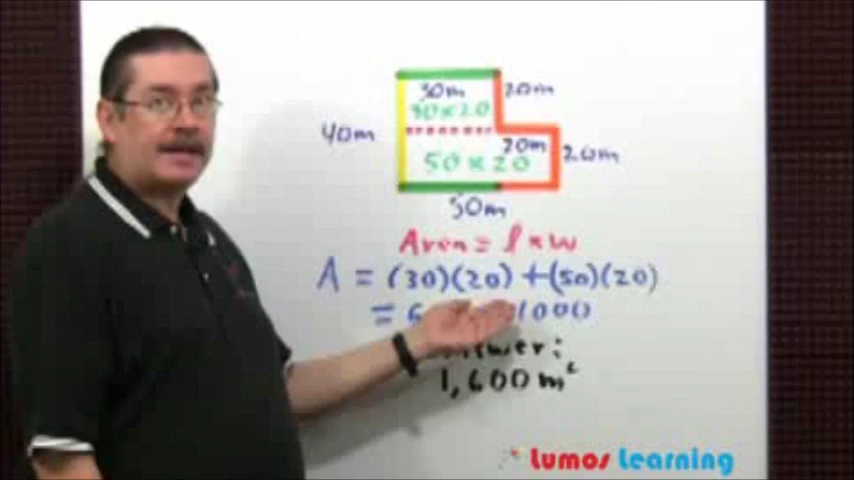 30m 20m
30×20
40m 20m
50 × 20 20m
50m
Area = l × w
A = (30)(20) + (50)(20)
= 1000
1,600 m²
Lumos Learning